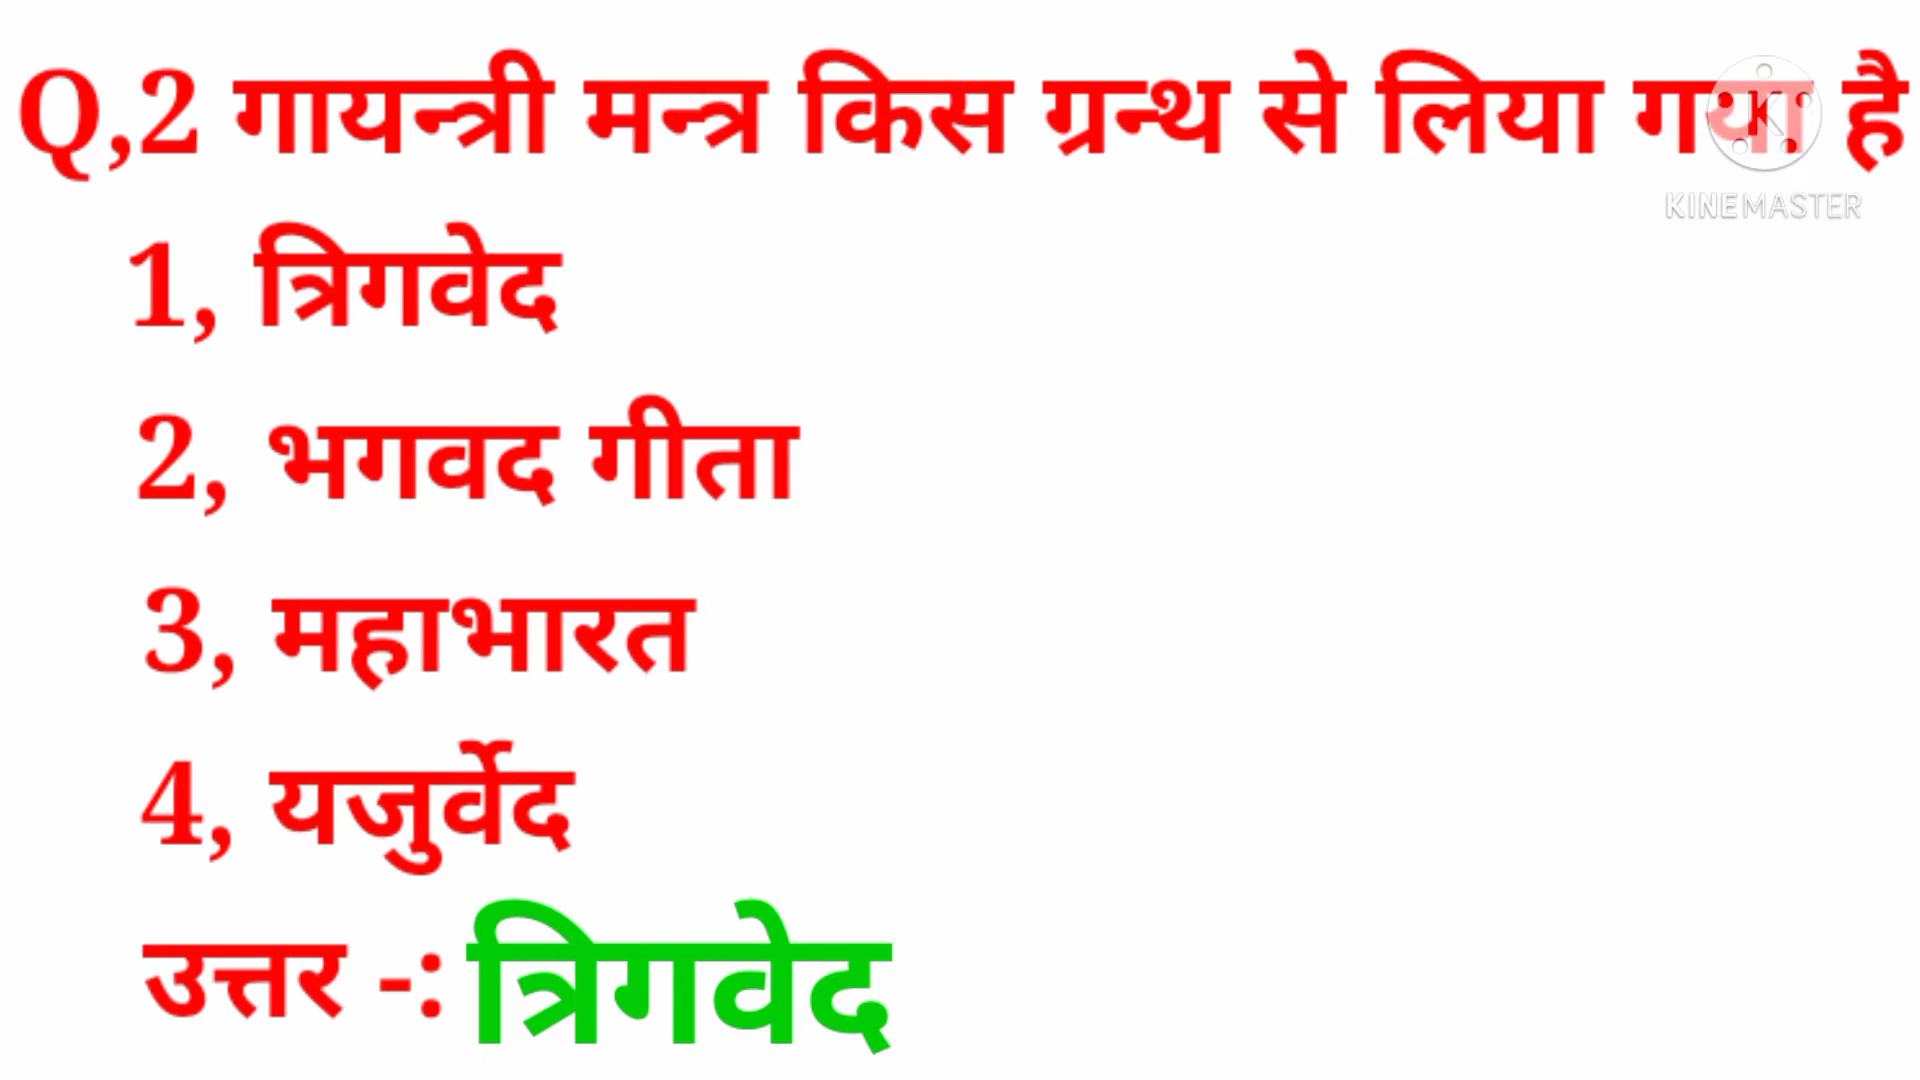 Q,2 गायन्त्री मन्त्र किस ग्रन्थ से लिया गया है
KINEMASTER
1, त्रिगवेद
2, भगवद गीता
3, महाभारत
4, यजुर्वेद
उत्तर -: त्रिगवेद